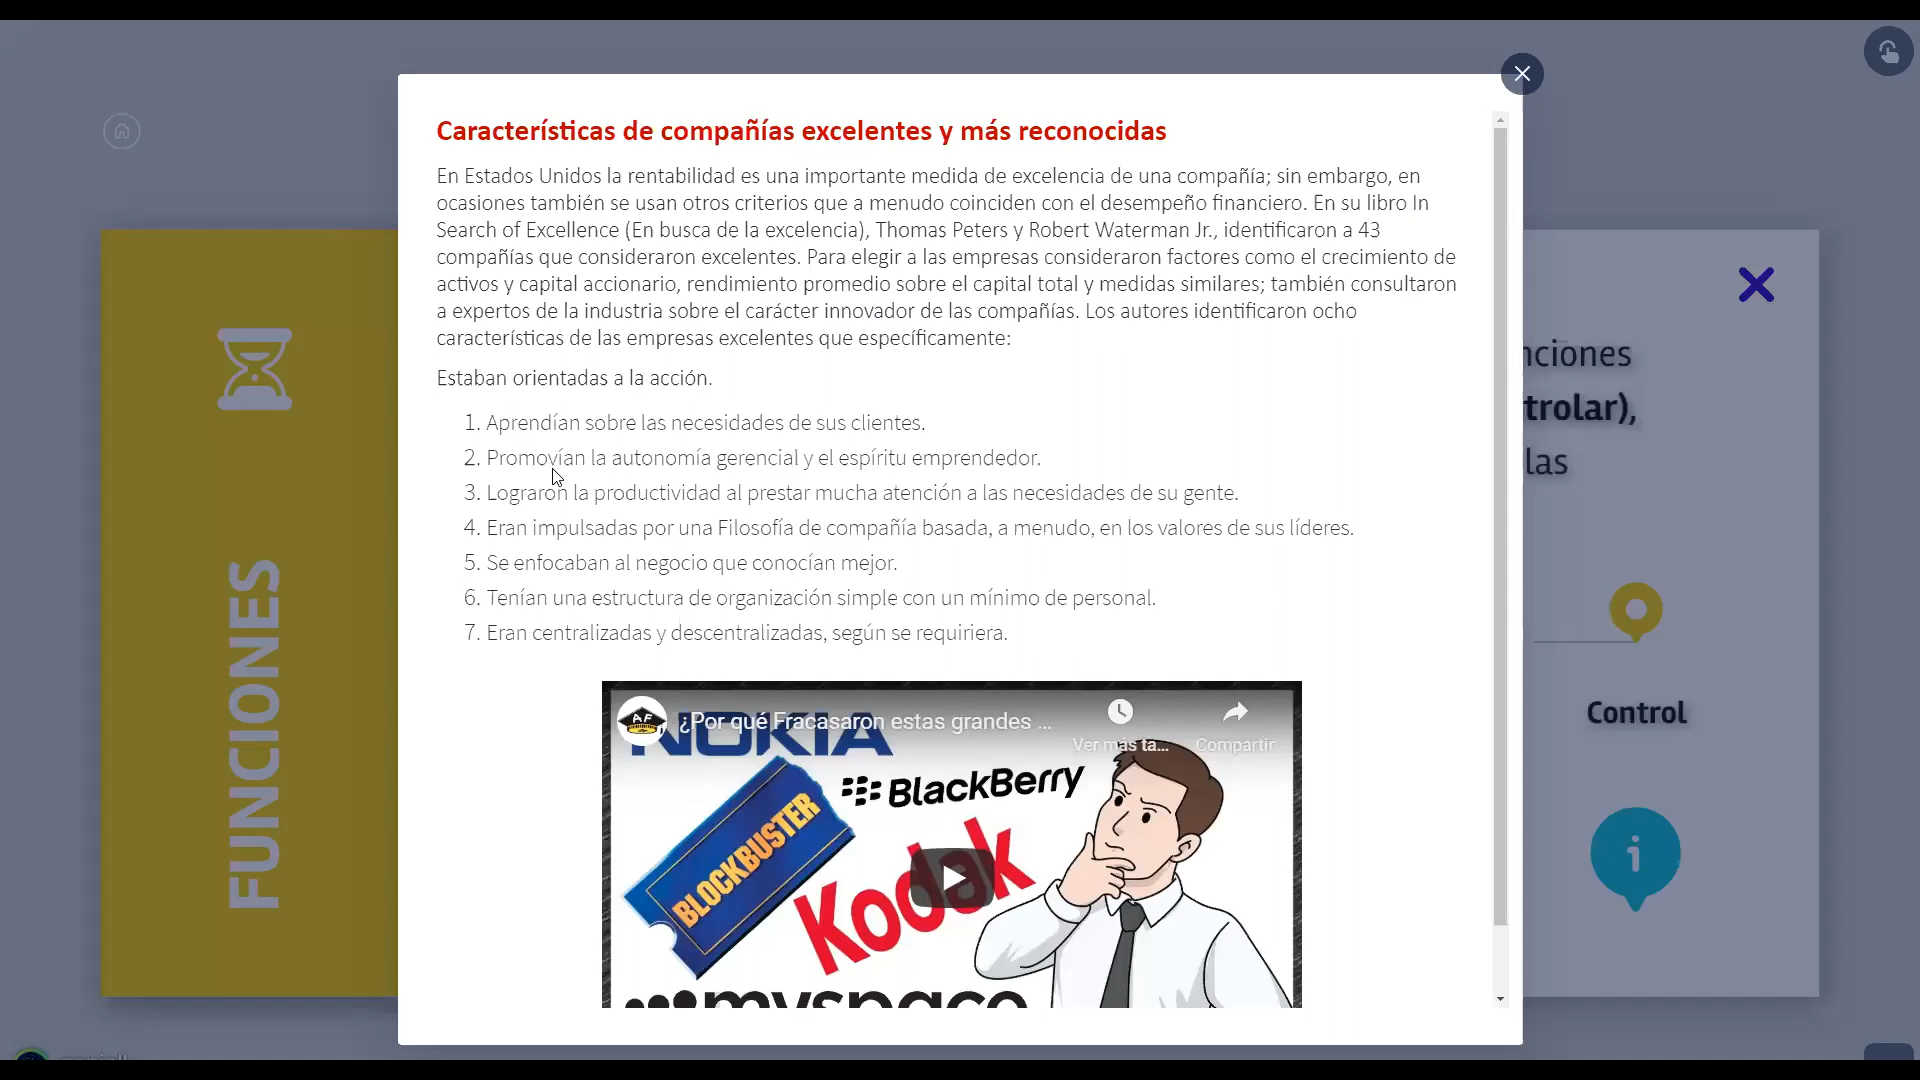 Características de compañías excelentes y más reconocidas
En Estados Unidos la rentabilidad es una importante medida de excelencia de una compañía; sin embargo, en
ocasiones también se usan otros criterios que a menudo coinciden con el desempeño financiero. En su libro In
Search of Excellence (En busca de la excelencia), Thomas Peters y Robert Waterman Jr., identificaron a 43
compañías que consideraron excelentes. Para elegir a las empresas consideraron factores como el crecimiento de
activos y capital accionario, rendimiento promedio sobre el capital total y medidas similares; también consultaron
a expertos de la industria sobre el carácter innovador de las compañías. Los autores identificaron ocho
características de las empresas excelentes que específicamente:
Estaban orientadas a la acción.
1. Aprendían sobre las necesidades de sus clientes.
2. Promovían la autonomía gerencial y el espíritu emprendedor.
3. Lograron la productividad al prestar mucha atención a las necesidades de su gente.
4. Eran impulsadas por una Filosofía de compañía basada, a menudo, en los valores de sus líderes.
5. Se enfocaban al negocio que conocían mejor.
6. Tenían una estructura de organización simple con un mínimo de personal.
7. Eran centralizadas y descentralizadas, según se requiriera.
AF
¿Por qué Fracasaron estas grandes ...
Ver más ta...
Compartir
NOKIA
BlackBerry
BLOCKBUSTER
Kodak
myspace
FUNCIONES
nciones
trolar),
las
Control
i